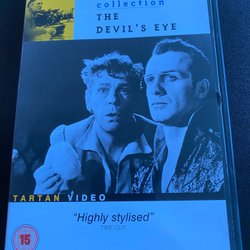 collection
THE
DEVIL'S EYE
TARTAN VIDEO
"Highly stylised"
TIME OUT
15